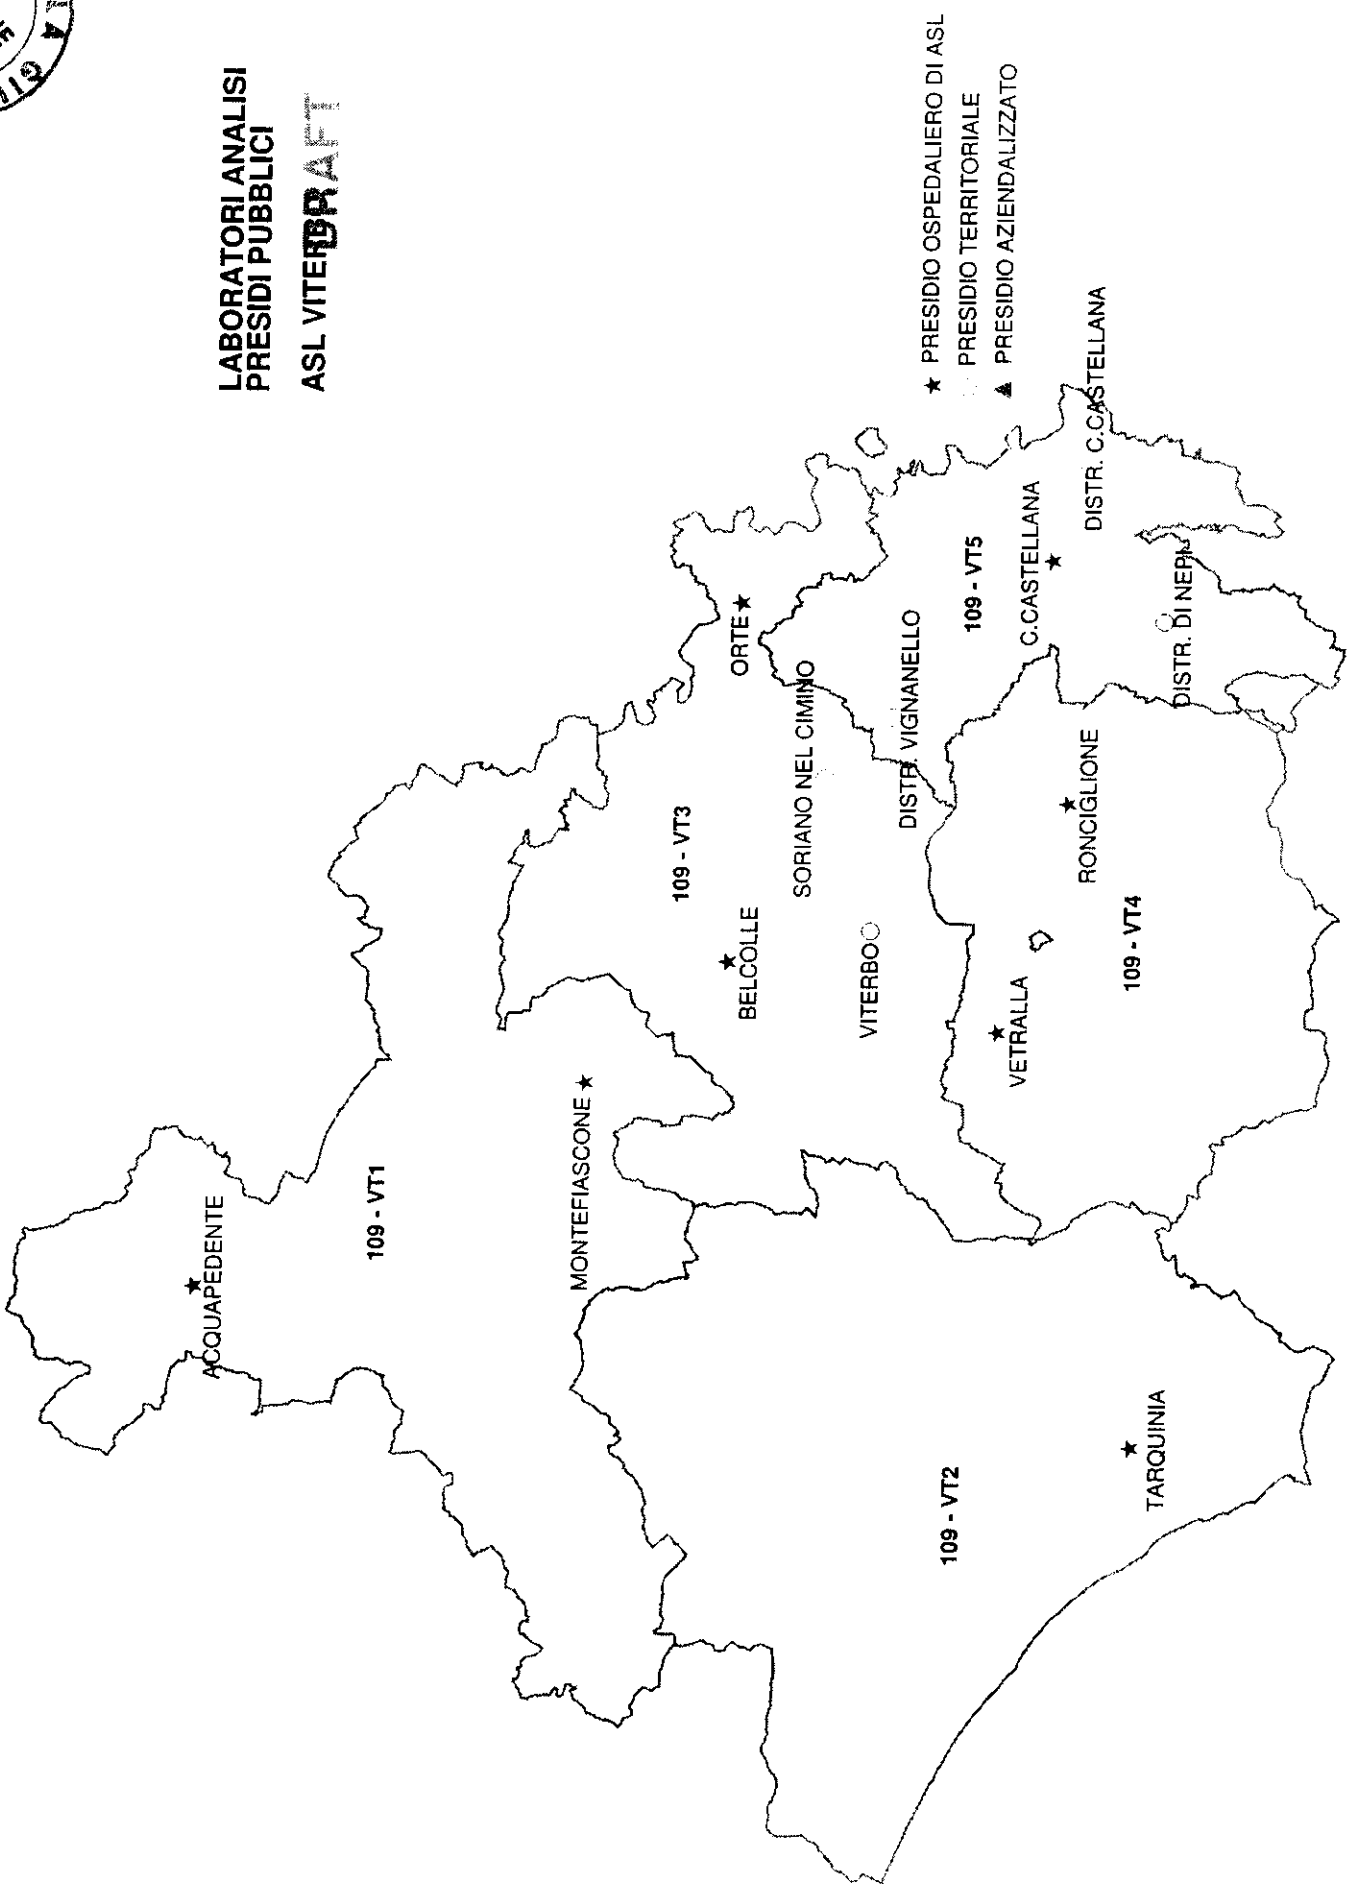 LABORATORI ANALISI
PRESIDI PUBBLICI
ASL VITERBO
DRAFT
★ PRESIDIO OSPEDALIERO DI ASL
PRESIDIO TERRITORIALE
▲ PRESIDIO AZIENDALIZZATO
ACQUAPEDENTE
109 - VT1
MONTEFIASCONE
109 - VT3
BELCOLLE
ORTE
SORIANO NEL CIMINO
VITERBO
DISTR. VIGNANELLO
109 - VT5
C.CASTELLANA
DISTR. C.CASTELLANA
DISTR. DI NEPI
VETRALLA
RONCIGLIONE
109 - VT4
109 - VT2
TARQUINIA